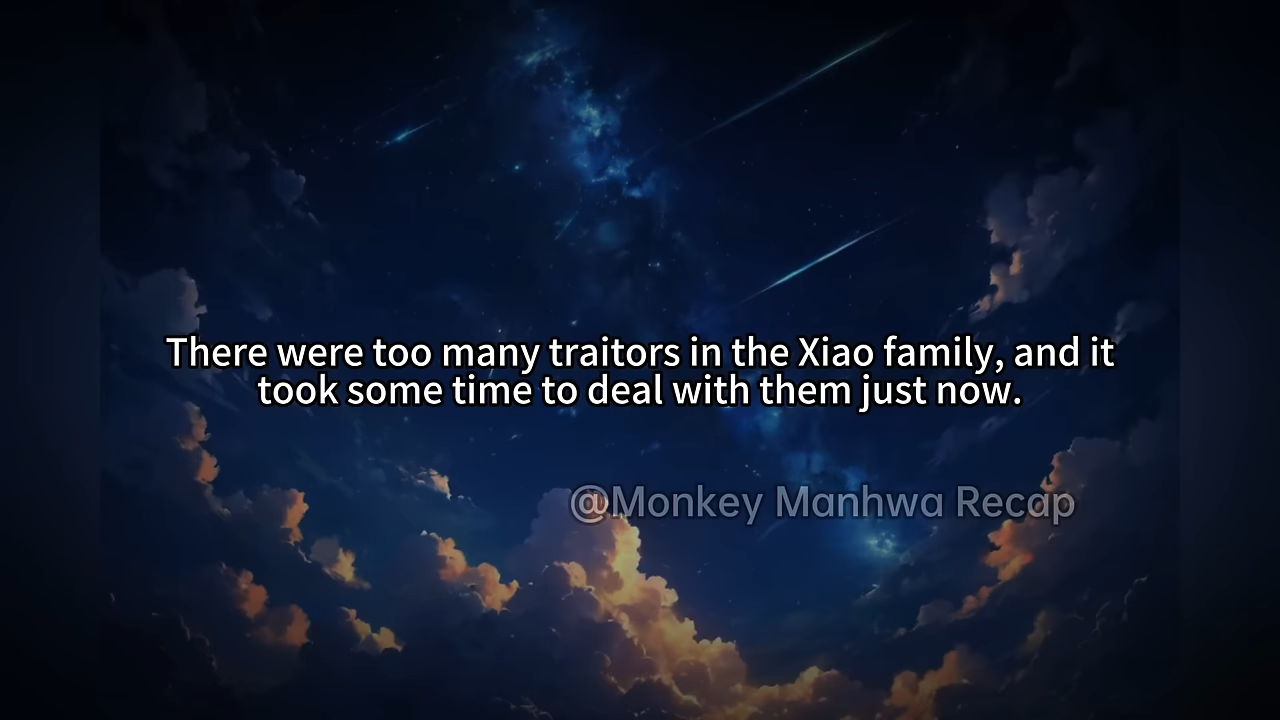 There were too many traitors in the Xiao family, and it
took some time to deal with them just now.
@Monkey Manhwa Recap